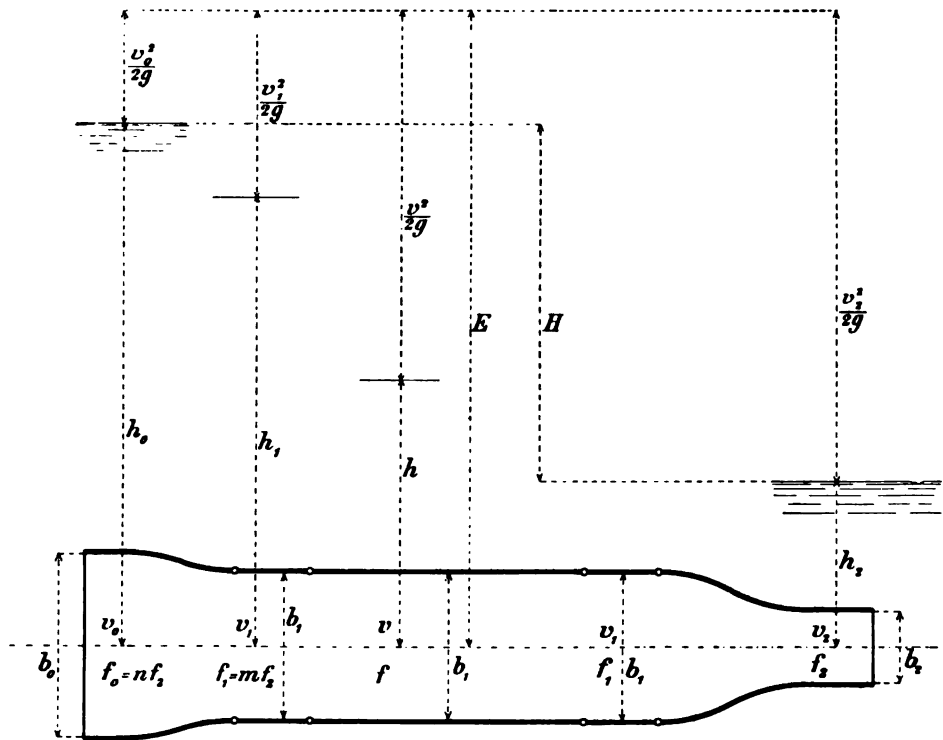 v₀²/2g
v₁²/2g
v²/2g
E
H
v₂²/2g
h₀
h₁
h
h₂
v₀
v₁
b₁
v
v₁
v₂
b₀
f₀ = nf₂
f₁ = mf₂
f
b₁
f₁
b₁
f₂
b₂